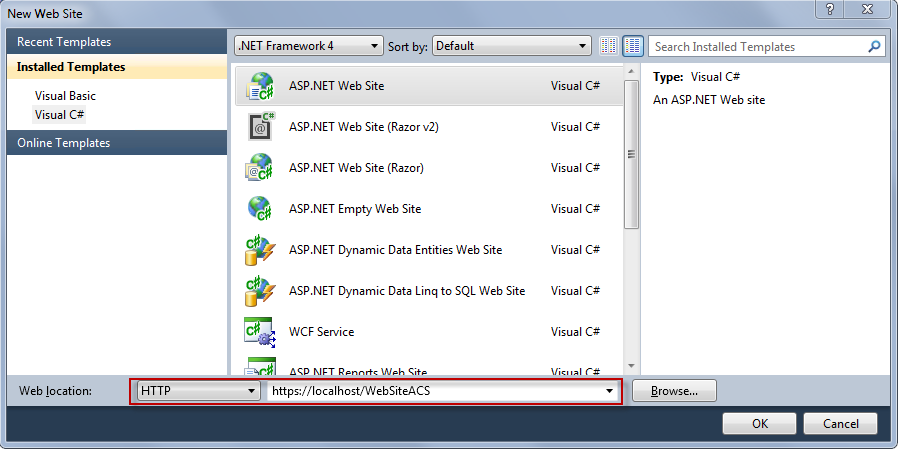 New Web Site
Recent Templates
Installed Templates
Visual Basic
Visual C#
Online Templates
.NET Framework 4 Sort by: Default Search Installed Templates
ASP.NET Web Site Visual C#
ASP.NET Web Site (Razor v2) Visual C#
ASP.NET Web Site (Razor) Visual C#
ASP.NET Empty Web Site Visual C#
ASP.NET Dynamic Data Entities Web Site Visual C#
ASP.NET Dynamic Data Linq to SQL Web Site Visual C#
WCF Service Visual C#
ASP.NET Reports Web Site Visual C#
Type: Visual C#
An ASP.NET Web site
Web location: HTTP https://localhost/WebSiteACS Browse...
OK Cancel